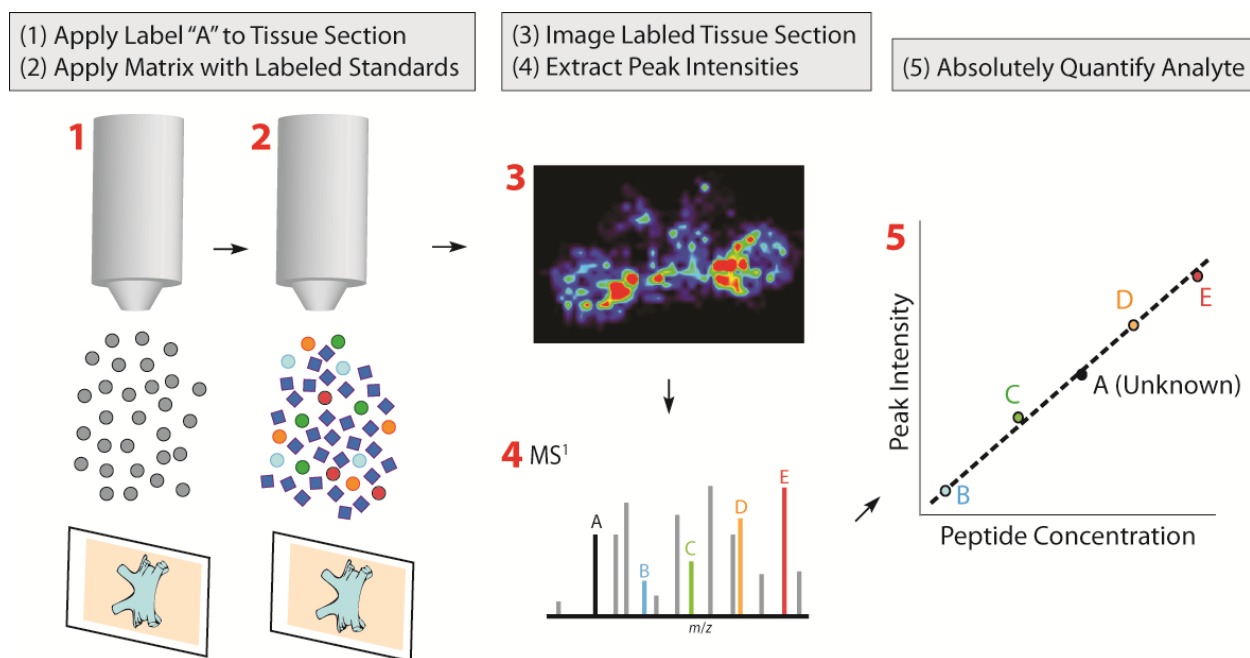 (1) Apply Label “A” to Tissue Section
(2) Apply Matrix with Labeled Standards
(3) Image Labled Tissue Section
(4) Extract Peak Intensities
(5) Absolutely Quantify Analyte
1
2
3
4 MS¹
A
B
C
D
E
m/z
5
Peak Intensity
B
C
A (Unknown)
D
E
Peptide Concentration